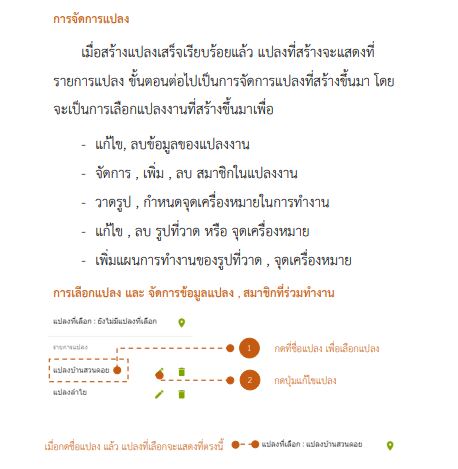 การจัดการแปลง
เมื่อสร้างแปลงเสร็จเรียบร้อยแล้ว แปลงที่สร้างจะแสดงที่
รายการแปลง ขั้นตอนต่อไปเป็นการจัดการแปลงที่สร้างขึ้นมา โดย
จะเป็นการเลือกแปลงงานที่สร้างขึ้นมาเพื่อ
- แก้ไข, ลบข้อมูลของแปลงงาน
- จัดการ , เพิ่ม , ลบ สมาชิกในแปลงงาน
- วาดรูป , กำหนดจุดเครื่องหมายในการทำงาน
- แก้ไข , ลบ รูปที่วาด หรือ จุดเครื่องหมาย
- เพิ่มแผนการทำงานของรูปที่วาด , จุดเครื่องหมาย
การเลือกแปลง และ จัดการข้อมูลแปลง , สมาชิกที่ร่วมทำงาน
แปลงที่เลือก : ยังไม่มีแปลงที่เลือก
รายการแปลง
1 กดที่ชื่อแปลง เพื่อเลือกแปลง
แปลงบ้านสวนดอย
2 กดปุ่มแก้ไขแปลง
แปลงลำไย
เมื่อกดชื่อแปลง แล้ว แปลงที่เลือกจะแสดงที่ตรงนี้ แปลงที่เลือก : แปลงบ้านสวนดอย